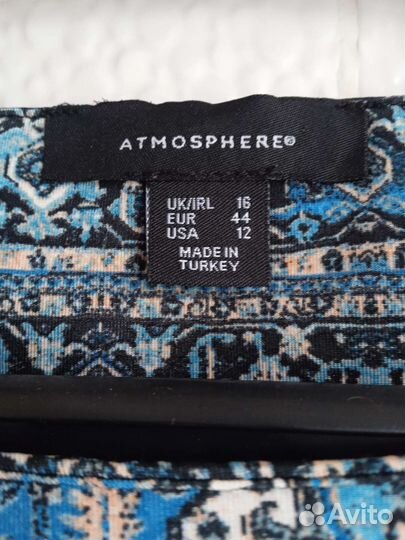 ATMOSPHERE®
UK/IRL 16
EUR 44
USA 12
MADE IN
TURKEY
Avito